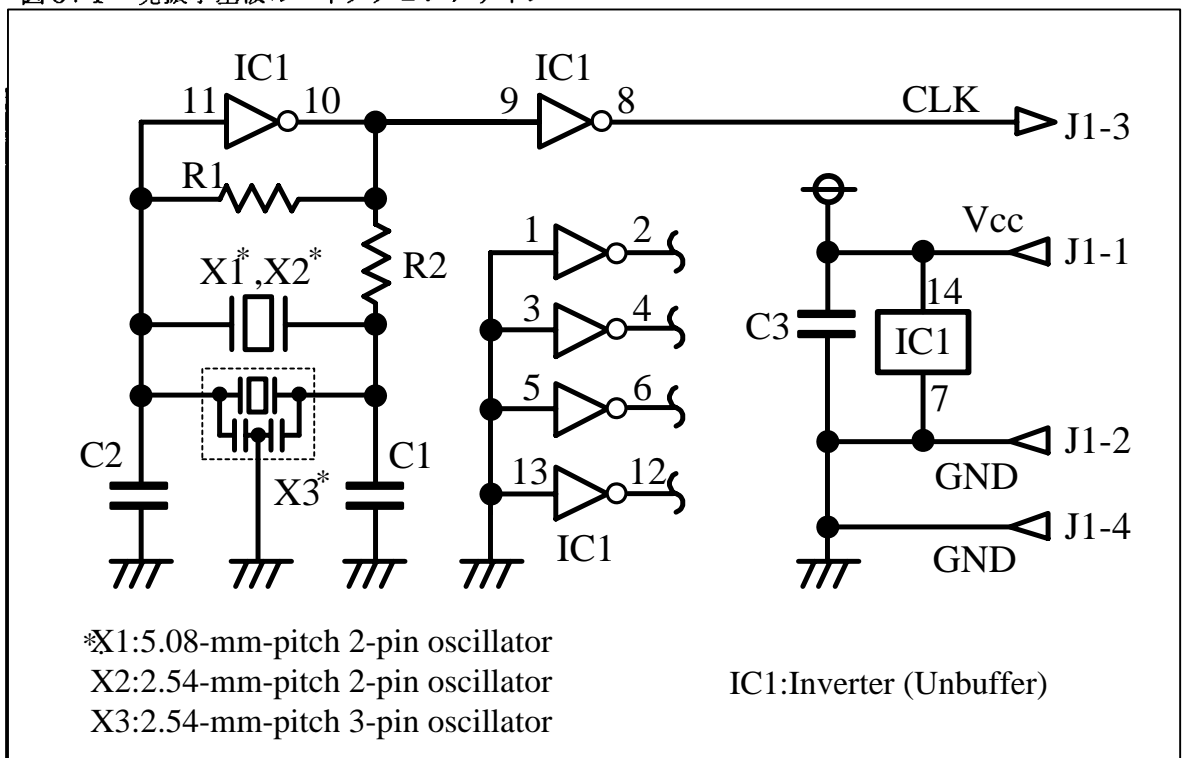 IC1
IC1
11
10
9
8
CLK
J1-3
R1
R2
X1*,X2*
X3*
C2
C1
1
2
3
4
5
6
13
12
IC1
Vcc
J1-1
14
IC1
7
C3
J1-2
GND
J1-4
GND
*X1:5.08-mm-pitch 2-pin oscillator
X2:2.54-mm-pitch 2-pin oscillator
X3:2.54-mm-pitch 3-pin oscillator
IC1:Inverter (Unbuffer)